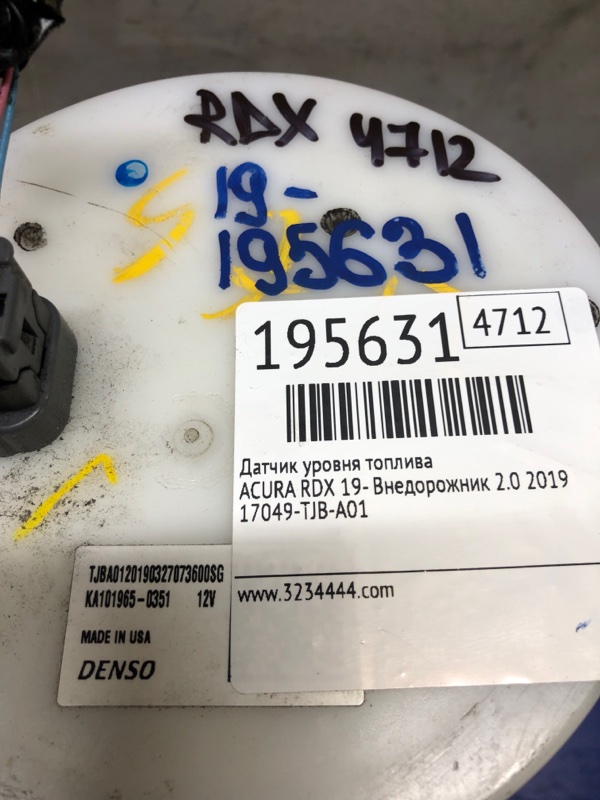 RDX 4712
19-
195631
195631
4712
Датчик уровня топлива
ACURA RDX 19- Внедорожник 2.0 2019
17049-TJB-A01
www.3234444.com
TJBA0120190327073600SG
KA101965-0351 12V
MADE IN USA
DENSO